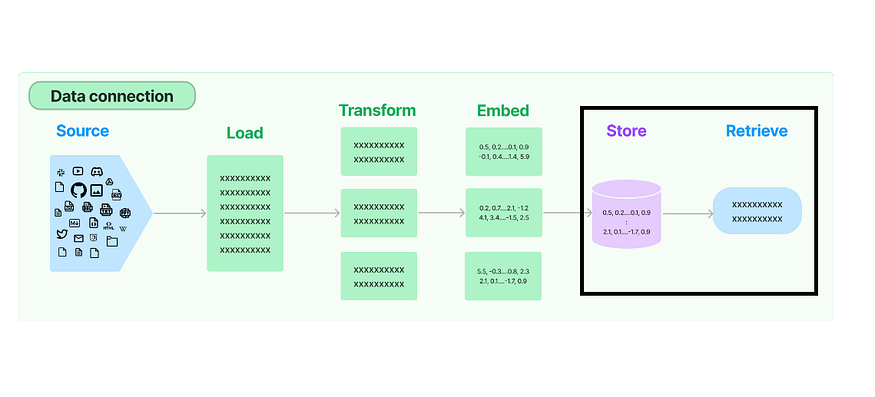 Data connection
Source
Load
Transform
Embed
Store
Retrieve
XXXXXXXXXX
XXXXXXXXXX
XXXXXXXXXX
XXXXXXXXXX
XXXXXXXXXX
XXXXXXXXXX
XXXXXXXXXX
XXXXXXXXXX
XXXXXXXXXX
XXXXXXXXXX
XXXXXXXXXX
XXXXXXXXXX
0.5, 0.2....0.1, 0.9
-0.1, 0.4....1.4, 5.9
0.2, 0.7....2.1, -1.2
4.1, 3.4....-1.5, 2.5
5.5, -0.3....0.8, 2.3
2.1, 0.1....-1.7, 0.9
0.5, 0.2....0.1, 0.9
:
2.1, 0.1....-1.7, 0.9
XXXXXXXXXX
XXXXXXXXXX
HTML
W